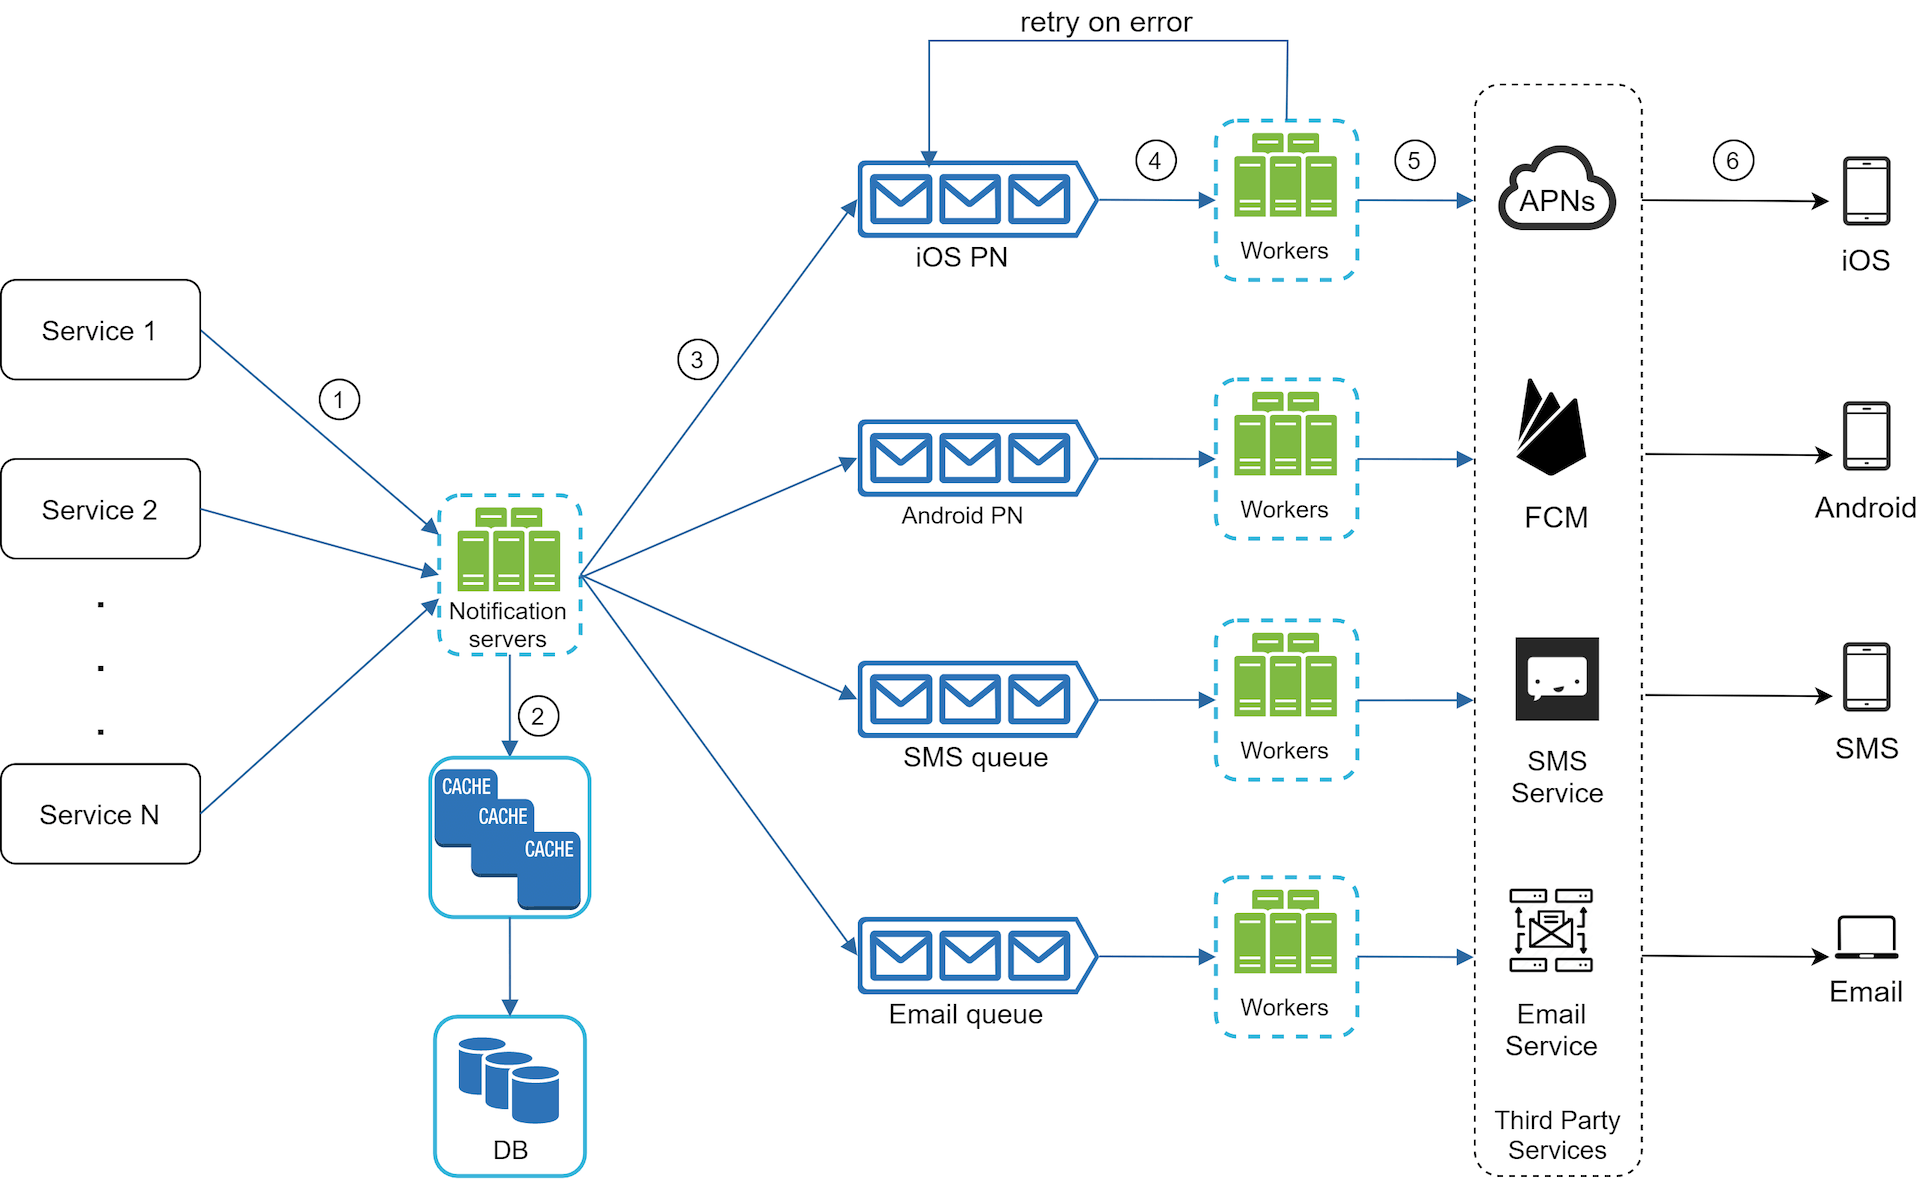 retry on error
4
5
6
APNs
iOS PN
Workers
iOS
Service 1
1
3
Service 2
Android PN
Workers
FCM
Android
Notification
servers
2
SMS queue
Workers
SMS
Service
SMS
.
.
.
Service N
CACHE
CACHE
CACHE
Email queue
Workers
Email
Service
Email
DB
Third Party
Services